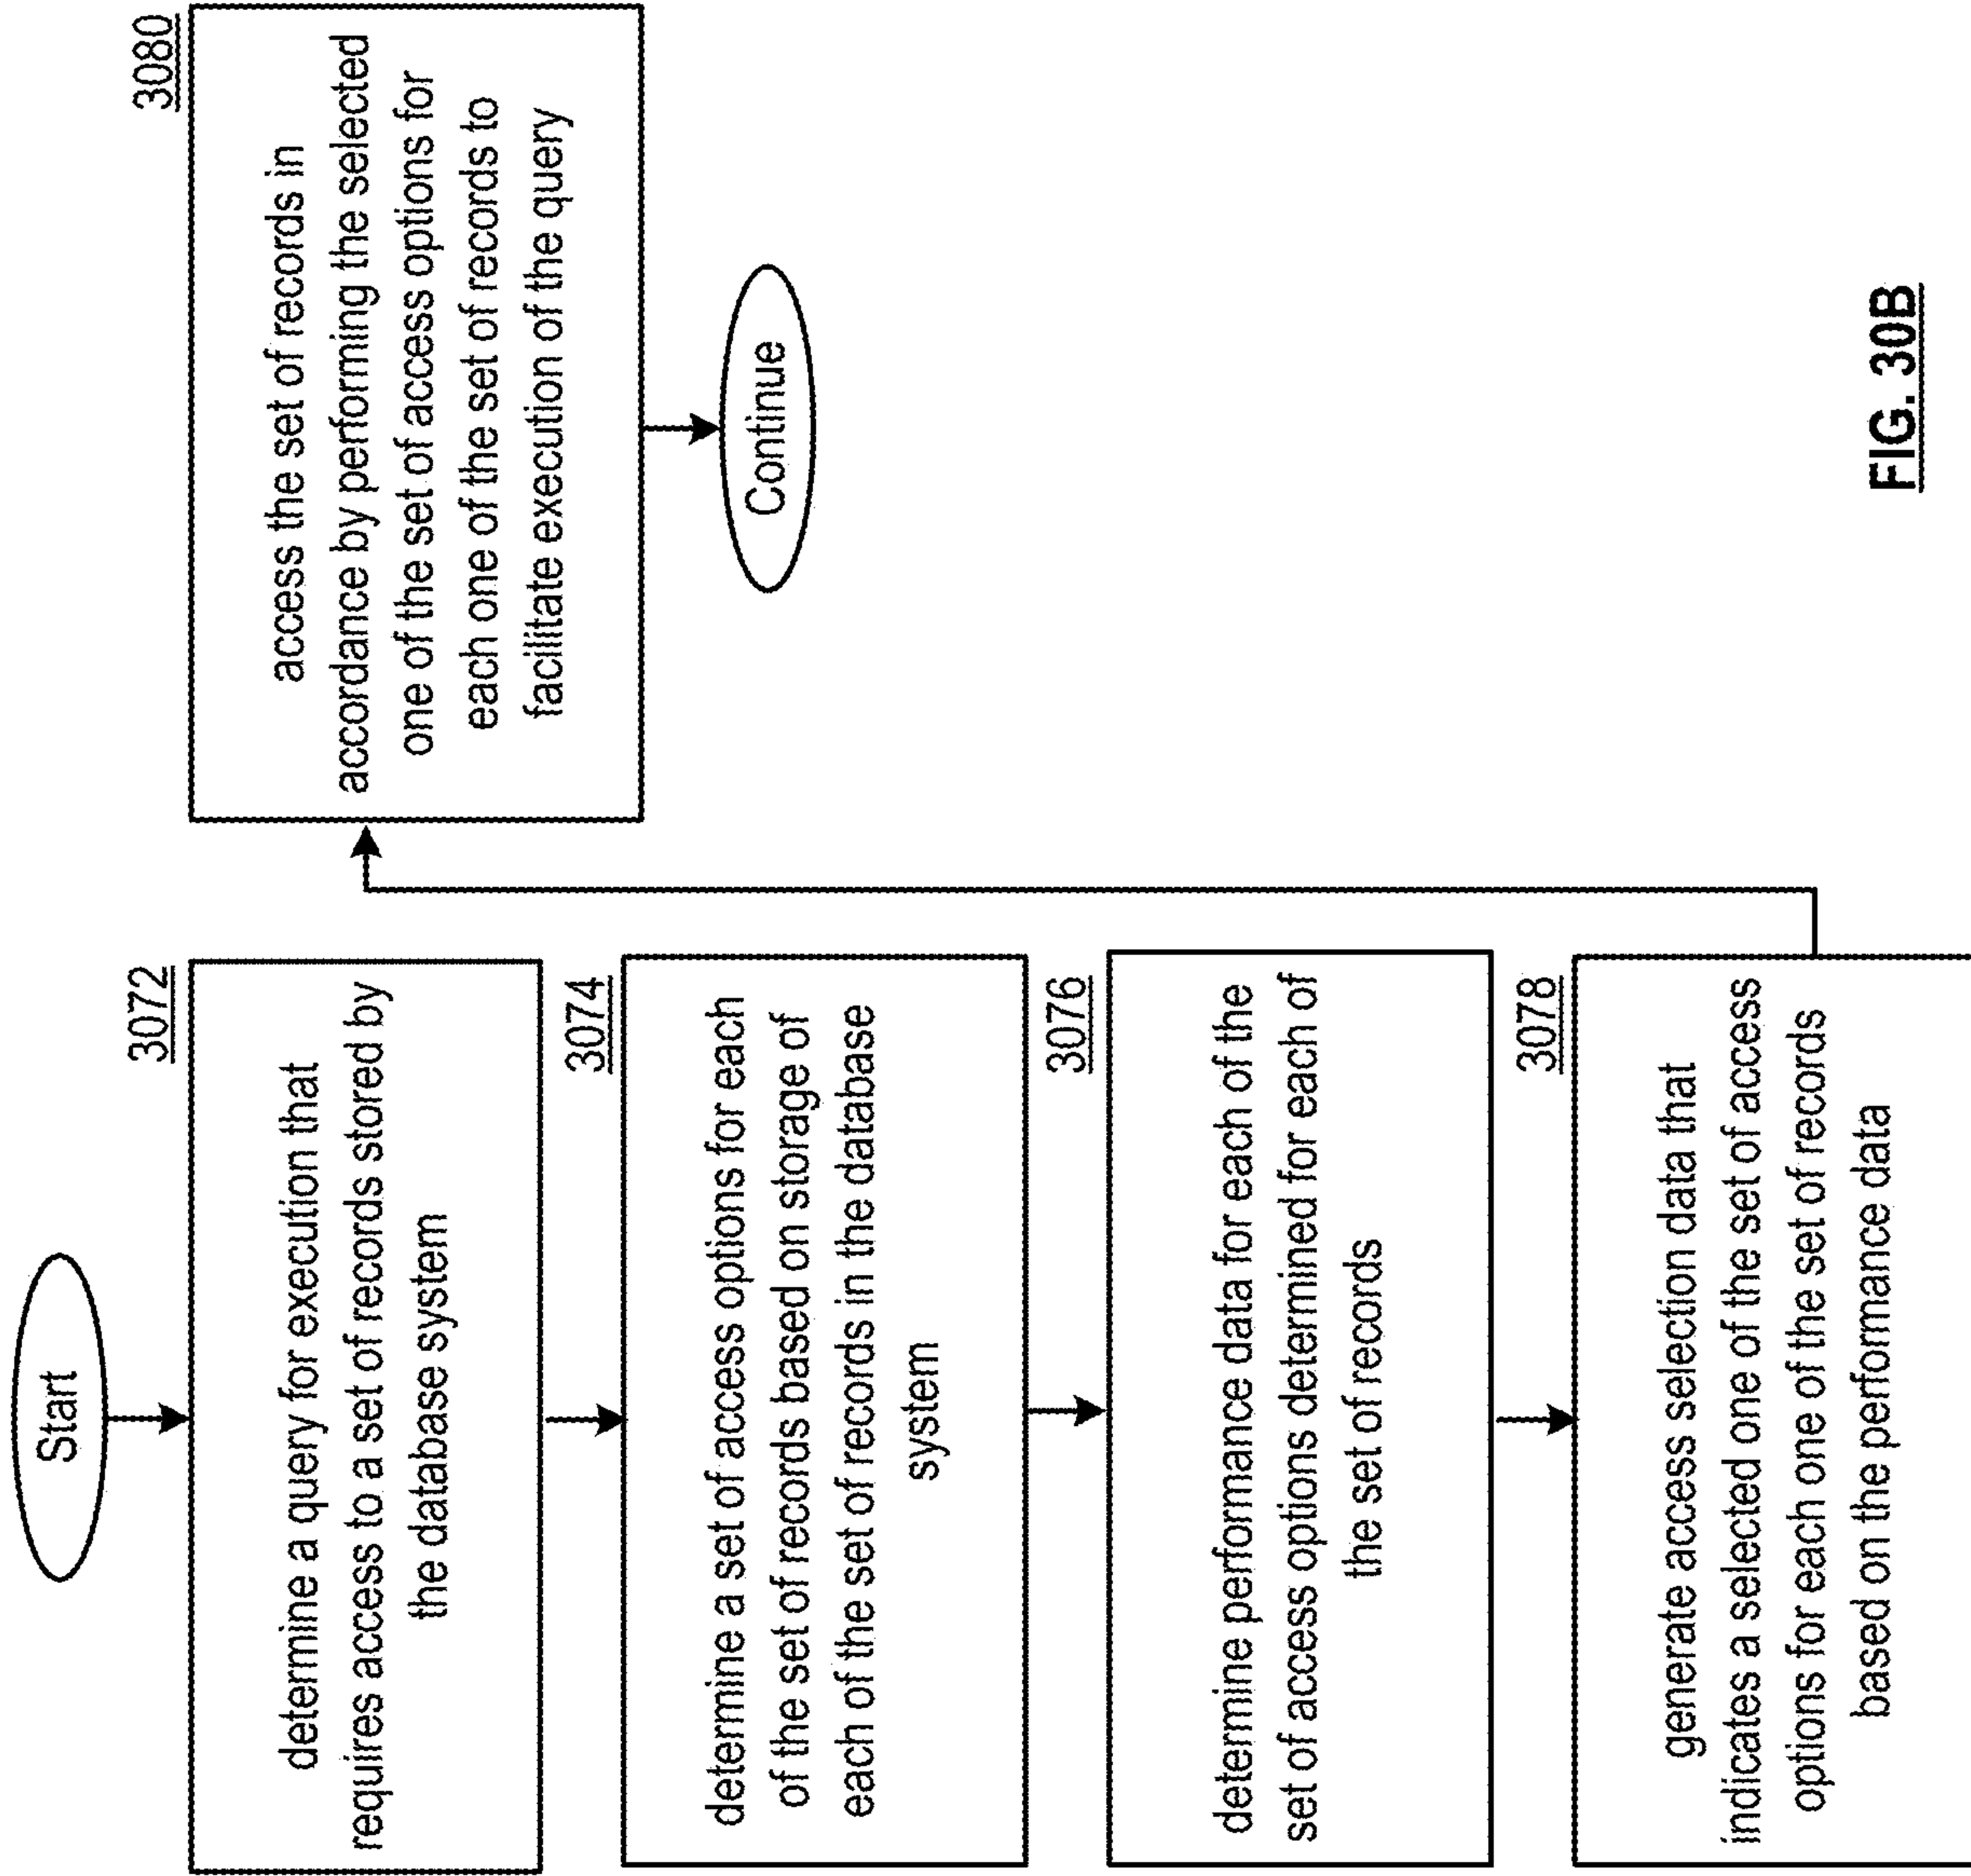 Start
3072
determine a query for execution that
requires access to a set of records stored by
the database system
3074
determine a set of access options for each
of the set of records based on storage of
each of the set of records in the database
system
3076
determine performance data for each of the
set of access options determined for each of
the set of records
3078
generate access selection data that
indicates a selected one of the set of access
options for each one of the set of records
based on the performance data
3080
access the set of records in
accordance by performing the selected
one of the set of access options for
each one of the set of records to
facilitate execution of the query
Continue
FIG. 30B